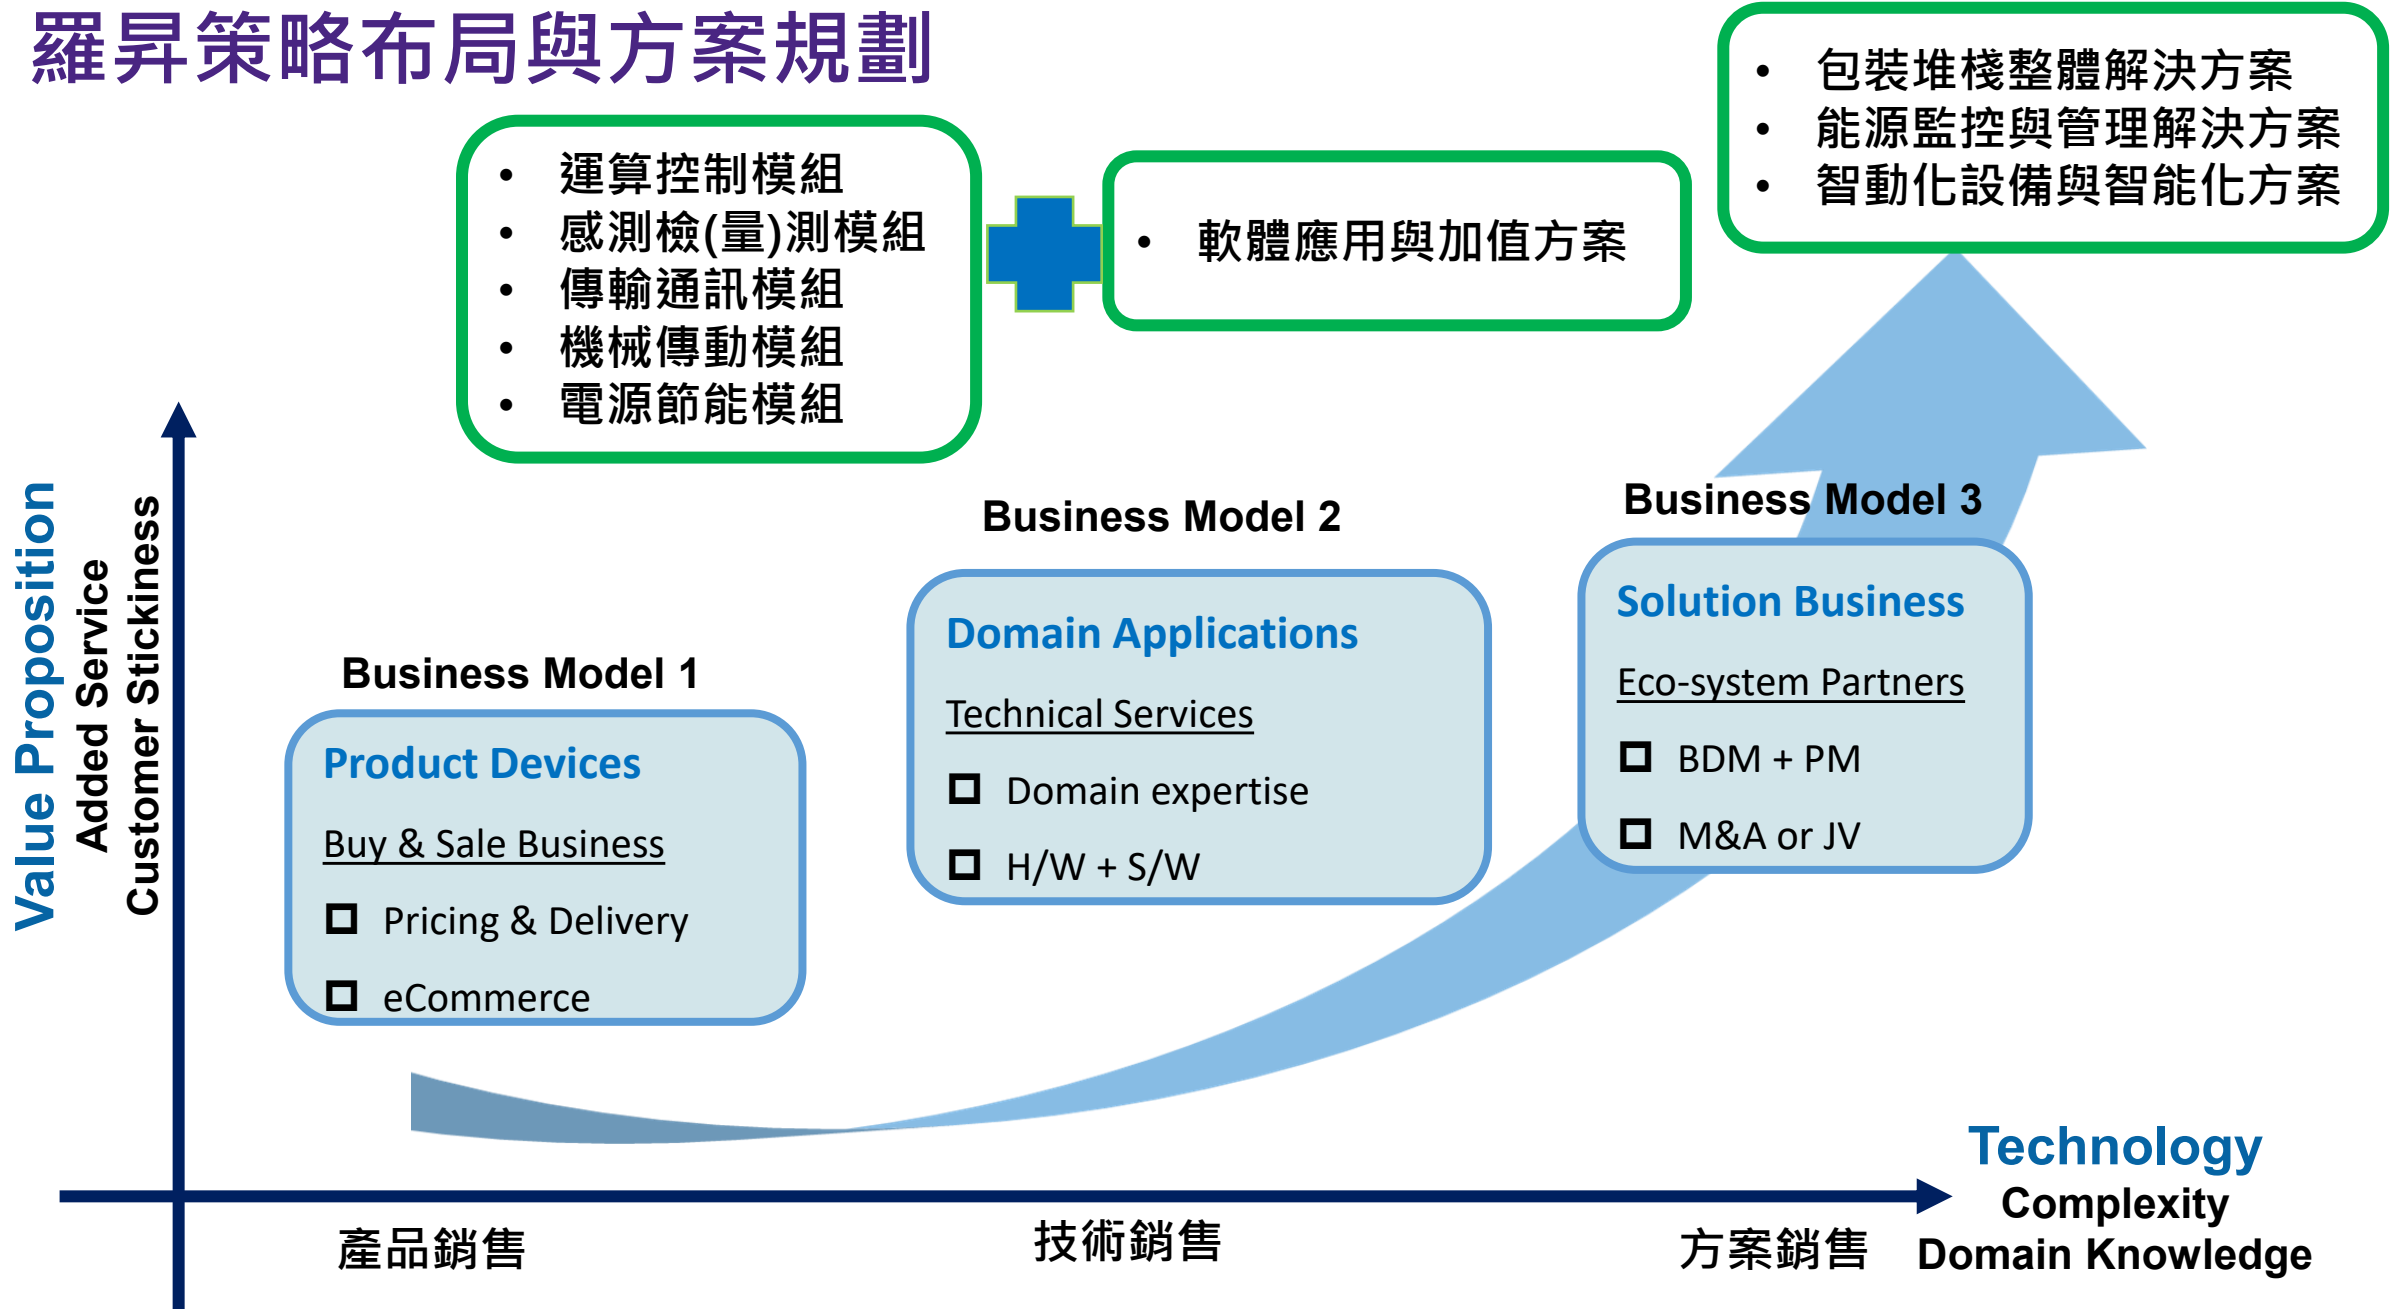 羅昇策略布局與方案規劃
• 運算控制模組
• 感測檢(量)測模組
• 傳輸通訊模組
• 機械傳動模組
• 電源節能模組
• 軟體應用與加值方案
• 包裝堆棧整體解決方案
• 能源監控與管理解決方案
• 智動化設備與智能化方案
Value Proposition
Added Service
Customer Stickiness
Business Model 1
Product Devices
Buy & Sale Business
Pricing & Delivery
eCommerce
Business Model 2
Domain Applications
Technical Services
Domain expertise
H/W + S/W
Business Model 3
Solution Business
Eco-system Partners
BDM + PM
M&A or JV
產品銷售
技術銷售
方案銷售
Technology
Complexity
Domain Knowledge